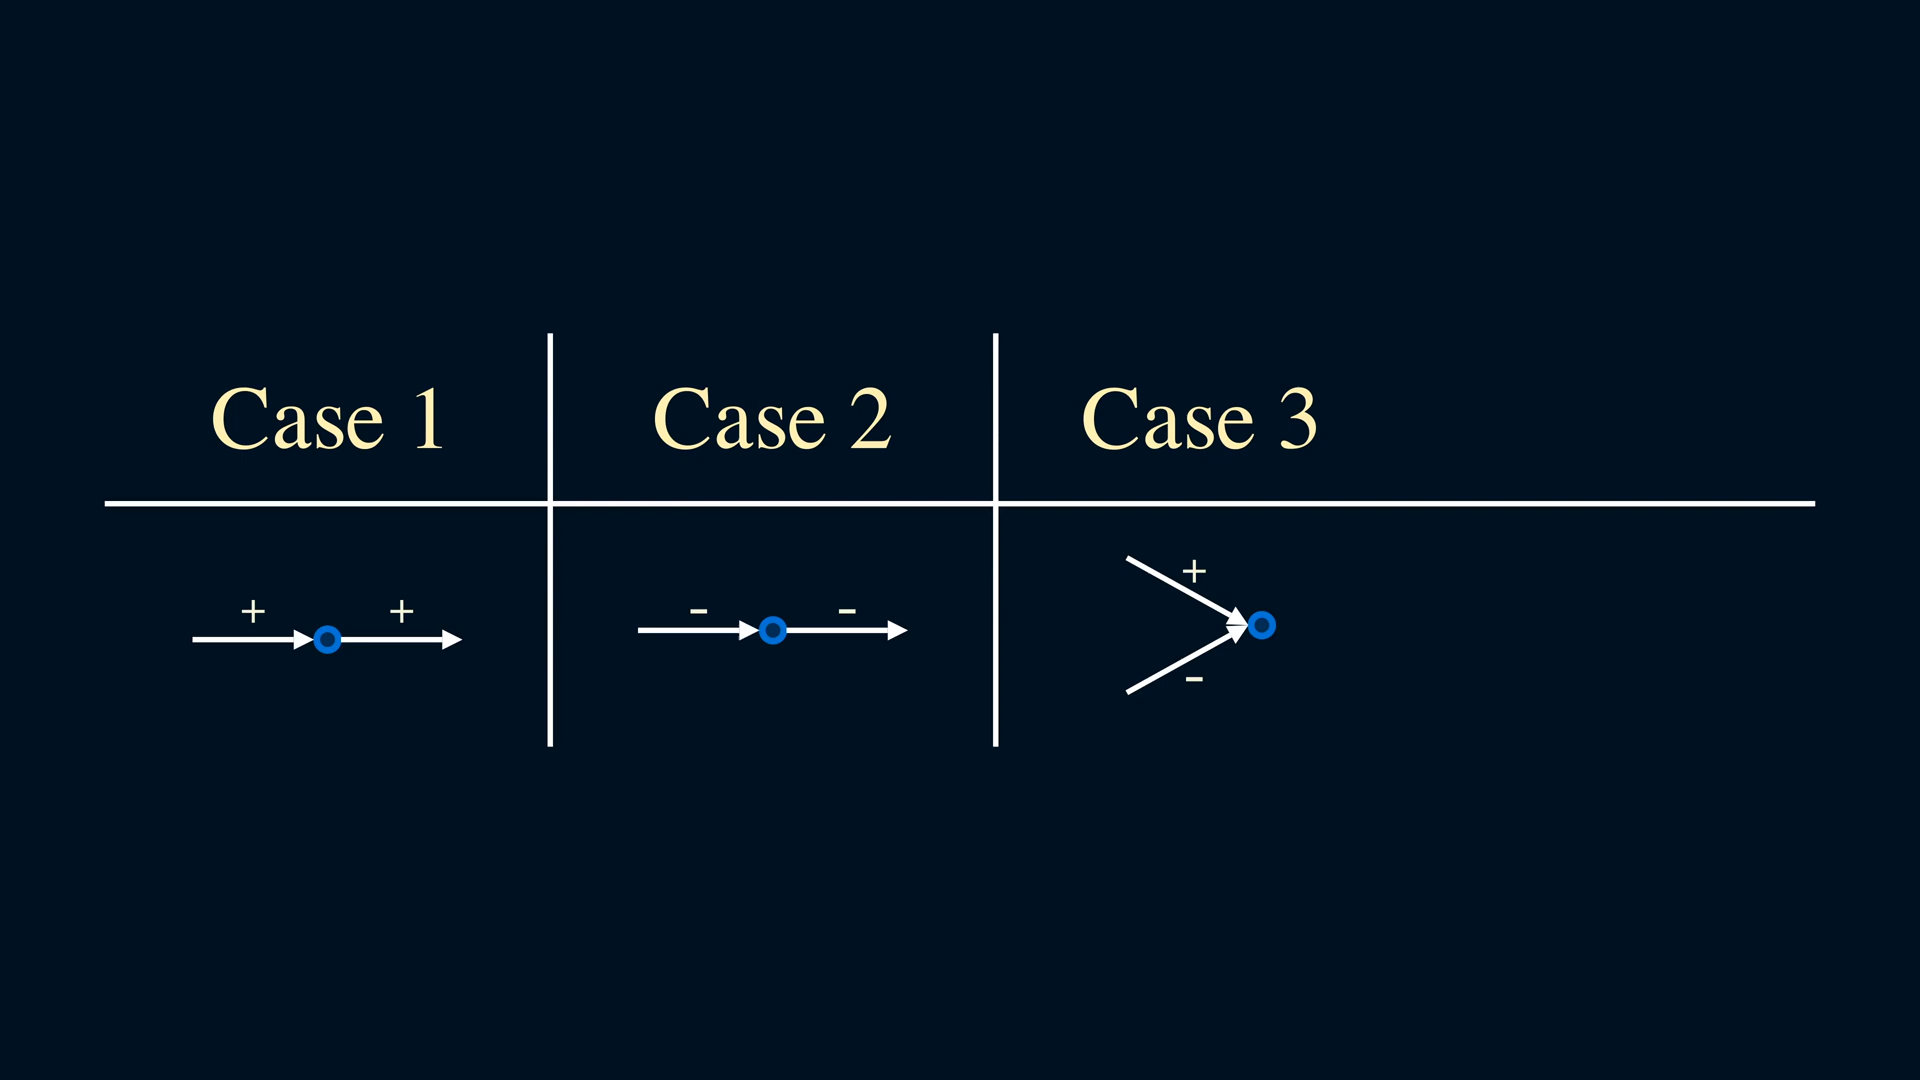 Case 1
Case 2
Case 3
+ +
- -
+
-